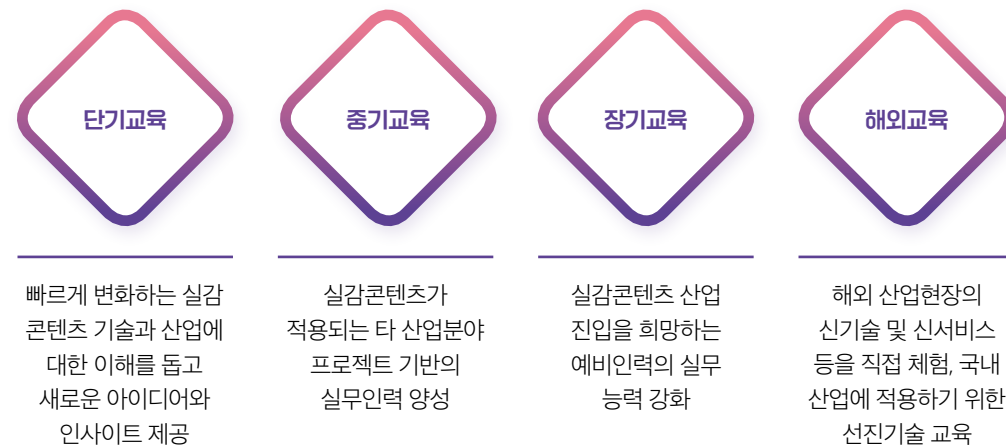 단기교육
중기교육
장기교육
해외교육
빠르게 변화하는 실감
콘텐츠 기술과 산업에
대한 이해를 돕고
새로운 아이디어와
인사이트 제공
실감콘텐츠가
적용되는 타 산업분야
프로젝트 기반의
실무인력 양성
실감콘텐츠 산업
진입을 희망하는
예비인력의 실무
능력 강화
해외 산업현장의
신기술 및 신서비스
등을 직접 체험, 국내
산업에 적용하기 위한
선진기술 교육